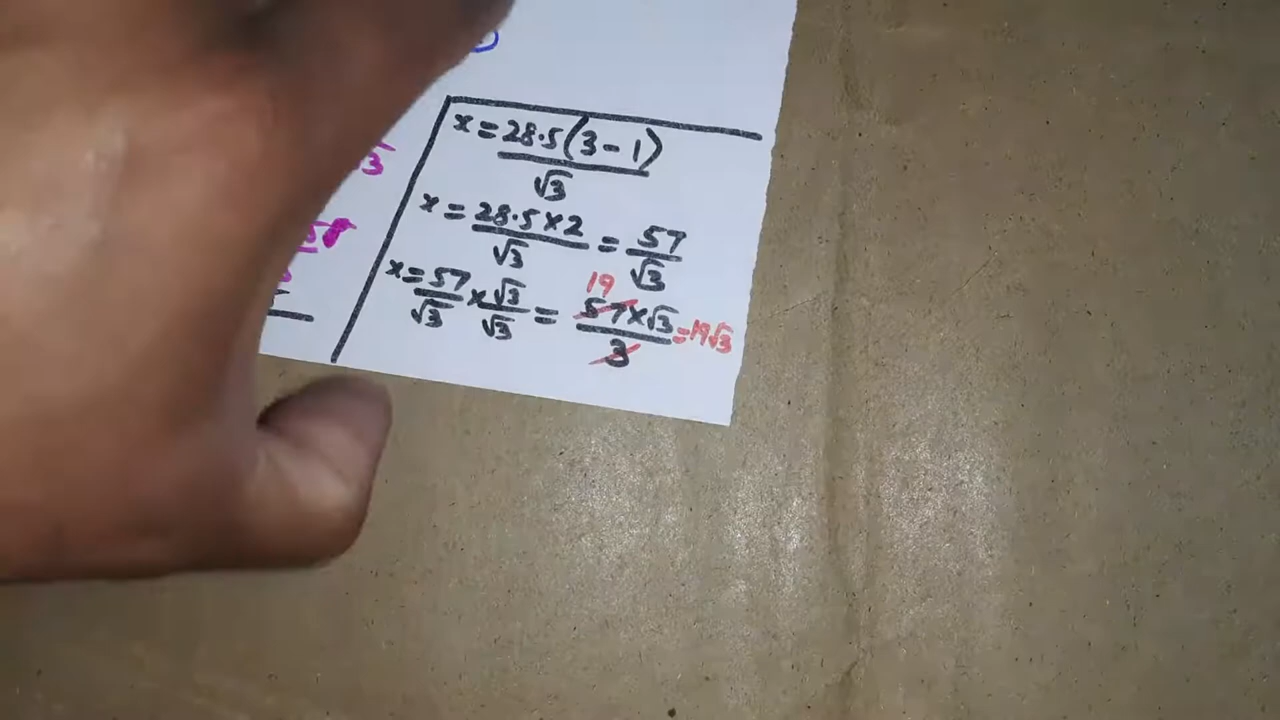 x = 28.5(3-1)/√3
x = 28.5×2/√3 = 57/√3
x = 57/√3 × √3/√3 = 57×√3/3 = 19√3
19
√3